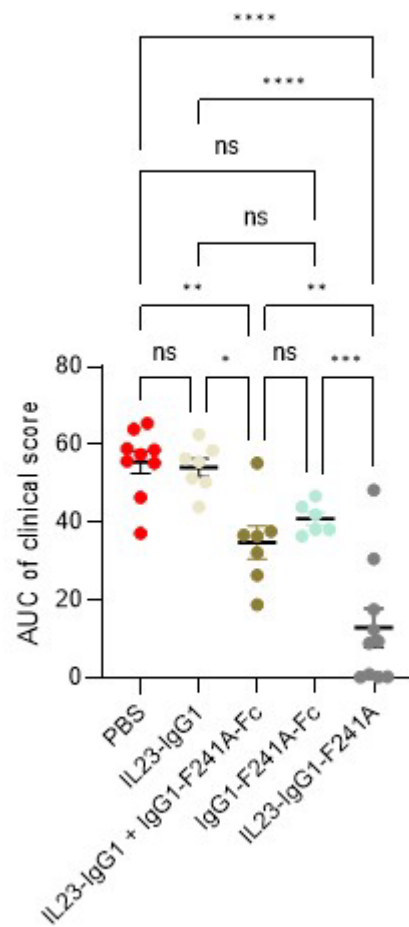 ****
****
ns
ns
** **
ns * ns ***
80
60
40
20
0
AUC of clinical score
PBS
IL23-IgG1
IL23-IgG1 + IgG1-F241A-Fc
IgG1-F241A-Fc
IL23-IgG1-F241A